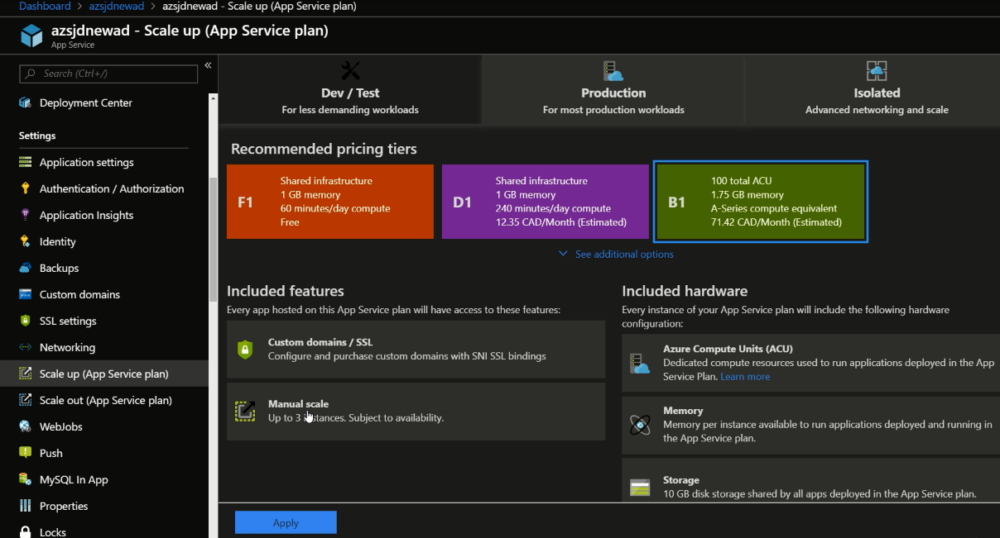 Dashboard > azsjdnewad > azsjdnewad - Scale up (App Service plan)
azsjdnewad - Scale up (App Service plan)
App Service
Search (Ctrl+/)
«
Deployment Center
Settings
Application settings
Authentication / Authorization
Application Insights
Identity
Backups
Custom domains
SSL settings
Networking
Scale up (App Service plan)
Scale out (App Service plan)
WebJobs
Push
MySQL In App
Properties
Locks
Dev / Test
For less demanding workloads
Production
For most production workloads
Isolated
Advanced networking and scale
Recommended pricing tiers
F1
Shared infrastructure
1 GB memory
60 minutes/day compute
Free
D1
Shared infrastructure
1 GB memory
240 minutes/day compute
12.35 CAD/Month (Estimated)
B1
100 total ACU
1.75 GB memory
A-Series compute equivalent
71.42 CAD/Month (Estimated)
See additional options
Included features
Every app hosted on this App Service plan will have access to these features:
Custom domains / SSL
Configure and purchase custom domains with SNI SSL bindings
Manual scale
Up to 3 instances. Subject to availability.
Included hardware
Every instance of your App Service plan will include the following hardware
configuration:
Azure Compute Units (ACU)
Dedicated compute resources used to run applications deployed in the App
Service Plan. Learn more
Memory
Memory per instance available to run applications deployed and running in
the App Service plan.
Storage
10 GB disk storage shared by all apps deployed in the App Service plan.
Apply